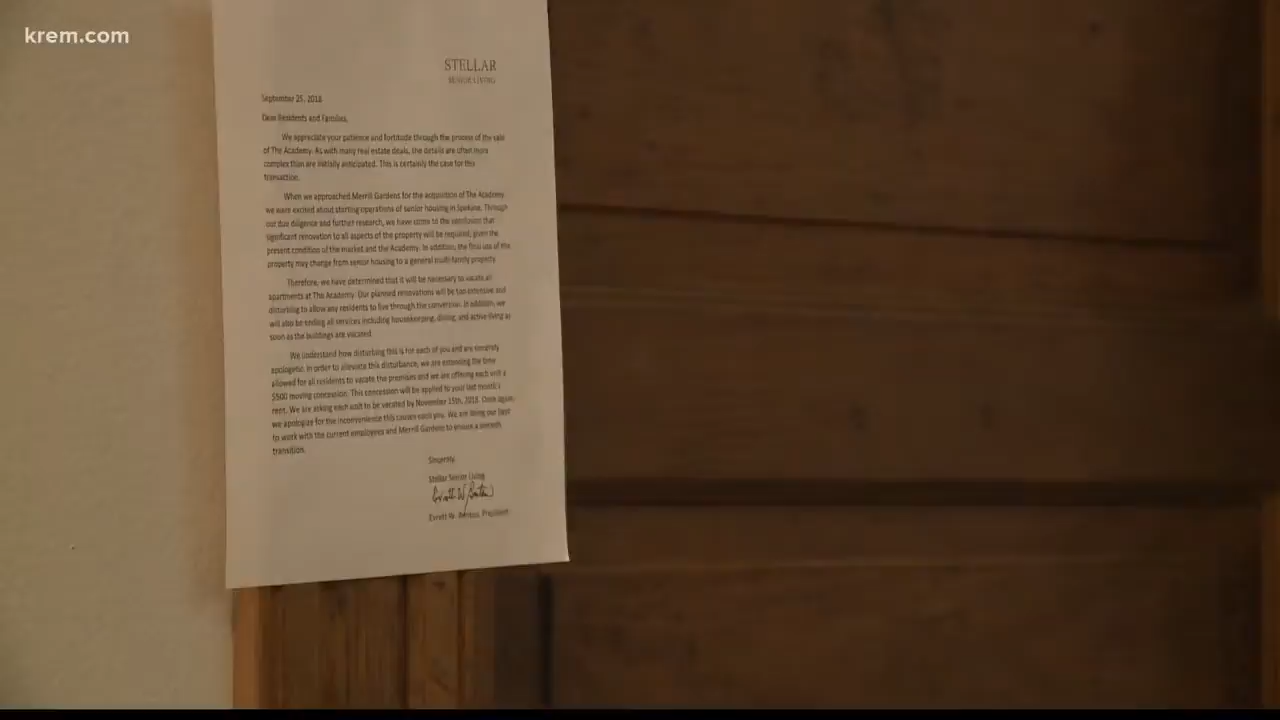 krem.com
STELLAR
SENIOR LIVING
September 25, 2018
Dear Residents and Families,
We appreciate your patience and fortitude through the process of the sale
of The Academy. As with many real estate deals, the details are often more
complex than are initially anticipated. This is certainly the case for this
transaction.
When we approached Merrill Gardens for the acquisition of The Academy
we were excited about starting operations of senior housing in Spokane. Through
our due diligence and further research, we have come to the conclusion that
significant renovation to all aspects of the property will be required, given the
present condition of the market and the Academy. In addition, the final use of the
property may change from senior housing to a general multi-family property.
Therefore, we have determined that it will be necessary to vacate all
apartments at The Academy. Our planned renovations will be too extensive and
disturbing to allow any residents to live through the conversion. In addition, we
will also be ending all services including housekeeping, dining, and active living as
soon as the buildings are vacated.
We understand how disturbing this is for each of you and are sincerely
apologetic. In order to alleviate this disturbance, we are extending the time
allowed for all residents to vacate the premises and we are offering each unit a
$500 moving concession. This concession will be applied to your last month's
rent. We are asking each unit to be vacated by November 15th, 2018. Once again,
we apologize for the inconvenience this causes each you. We are doing our best
to work with the current employees and Merrill Gardens to ensure a smooth
transition.
Sincerely,
Stellar Senior Living
Evrett W. Benton, President